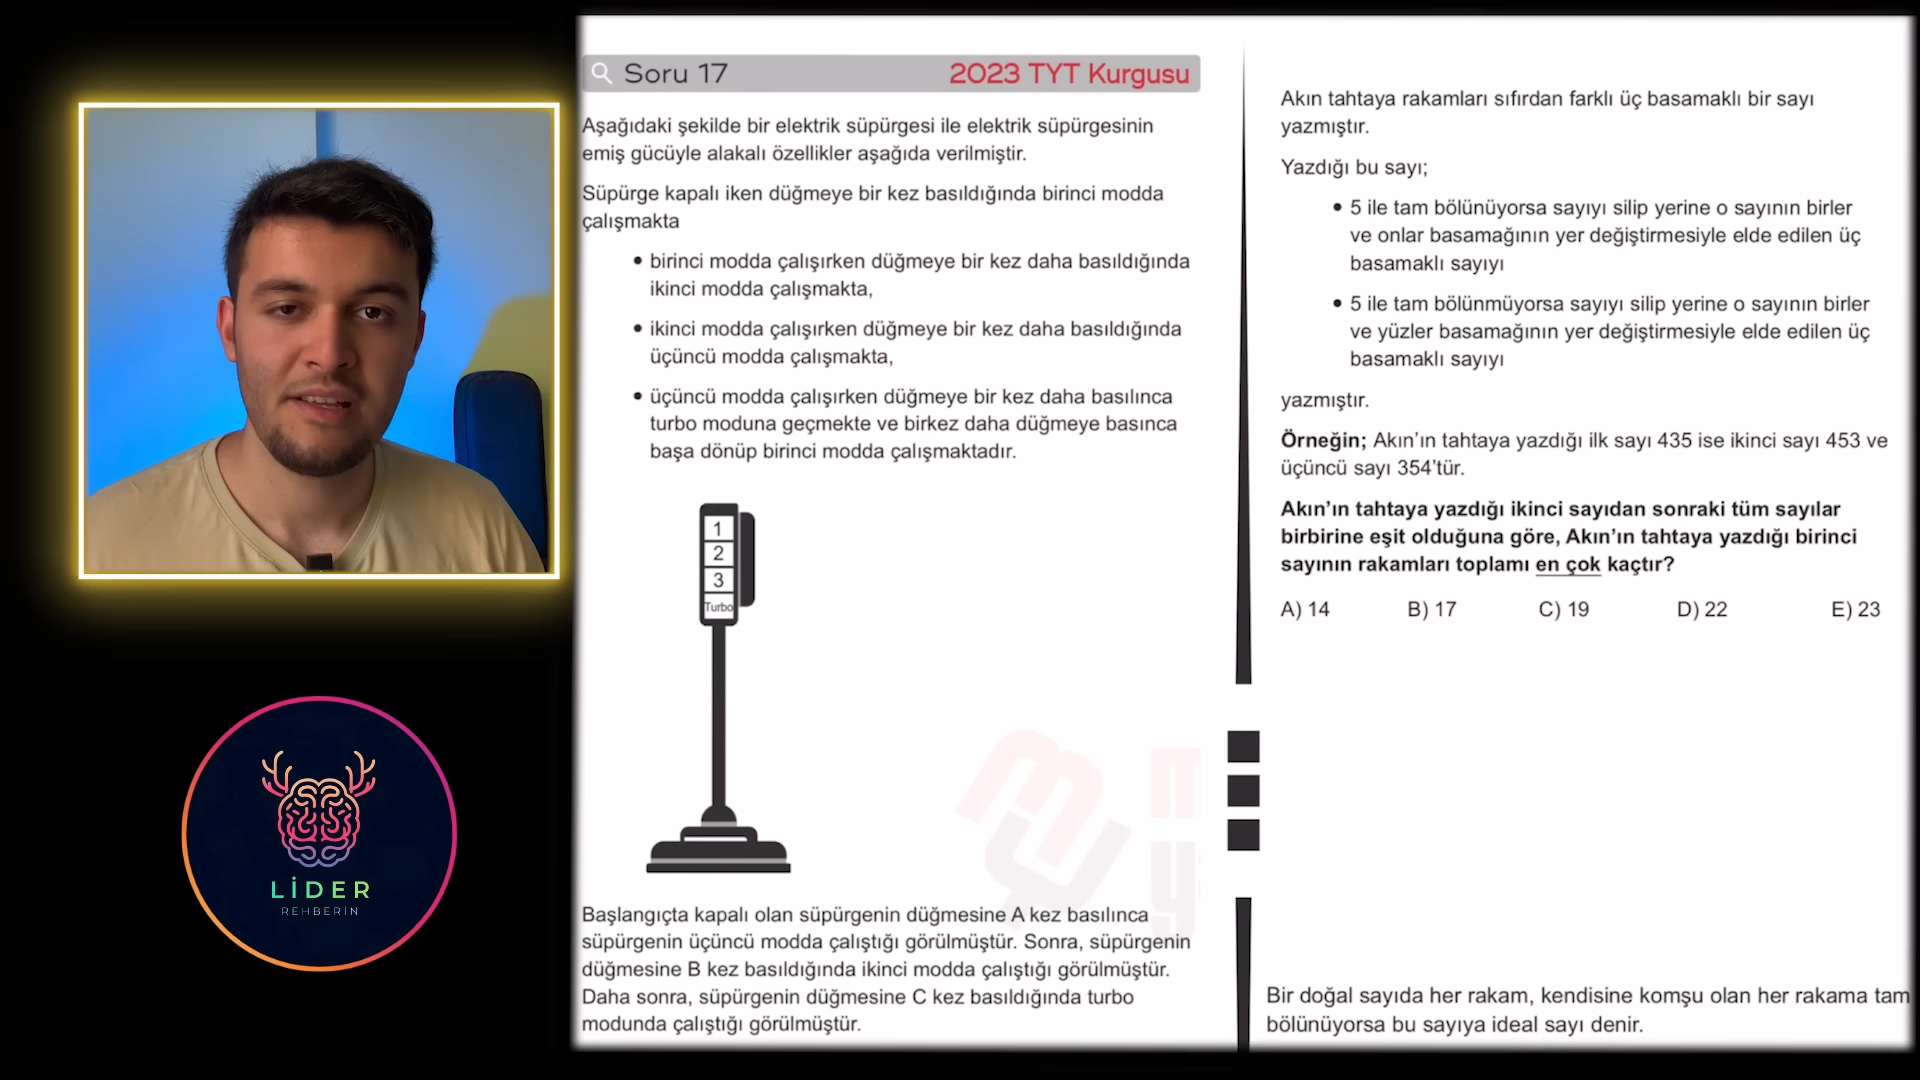 Soru 17
2023 TYT Kurgusu
Aşağıdaki şekilde bir elektrik süpürgesi ile elektrik süpürgesinin
emiş gücüyle alakalı özellikler aşağıda verilmiştir.
Süpürge kapalı iken düğmeye bir kez basıldığında birinci modda
çalışmakta
• birinci modda çalışırken düğmeye bir kez daha basıldığında
ikinci modda çalışmakta,
• ikinci modda çalışırken düğmeye bir kez daha basıldığında
üçüncü modda çalışmakta,
• üçüncü modda çalışırken düğmeye bir kez daha basılınca
turbo moduna geçmekte ve birkez daha düğmeye basınca
başa dönüp birinci modda çalışmaktadır.
1
2
3
Turbo
Başlangıçta kapalı olan süpürgenin düğmesine A kez basılınca
süpürgenin üçüncü modda çalıştığı görülmüştür. Sonra, süpürgenin
düğmesine B kez basıldığında ikinci modda çalıştığı görülmüştür.
Daha sonra, süpürgenin düğmesine C kez basıldığında turbo
modunda çalıştığı görülmüştür.
Akın tahtaya rakamları sıfırdan farklı üç basamaklı bir sayı
yazmıştır.
Yazdığı bu sayı;
• 5 ile tam bölünüyorsa sayıyı silip yerine o sayının birler
ve onlar basamağının yer değiştirmesiyle elde edilen üç
basamaklı sayıyı
• 5 ile tam bölünmüyorsa sayıyı silip yerine o sayının birler
ve yüzler basamağının yer değiştirmesiyle elde edilen üç
basamaklı sayıyı
yazmıştır.
Örneğin; Akın'ın tahtaya yazdığı ilk sayı 435 ise ikinci sayı 453 ve
üçüncü sayı 354'tür.
Akın'ın tahtaya yazdığı ikinci sayıdan sonraki tüm sayılar
birbirine eşit olduğuna göre, Akın'ın tahtaya yazdığı birinci
sayının rakamları toplamı en çok kaçtır?
A) 14 B) 17 C) 19 D) 22 E) 23
Bir doğal sayıda her rakam, kendisine komşu olan her rakama tam
bölünüyorsa bu sayıya ideal sayı denir.
LİDER
REHBERİN